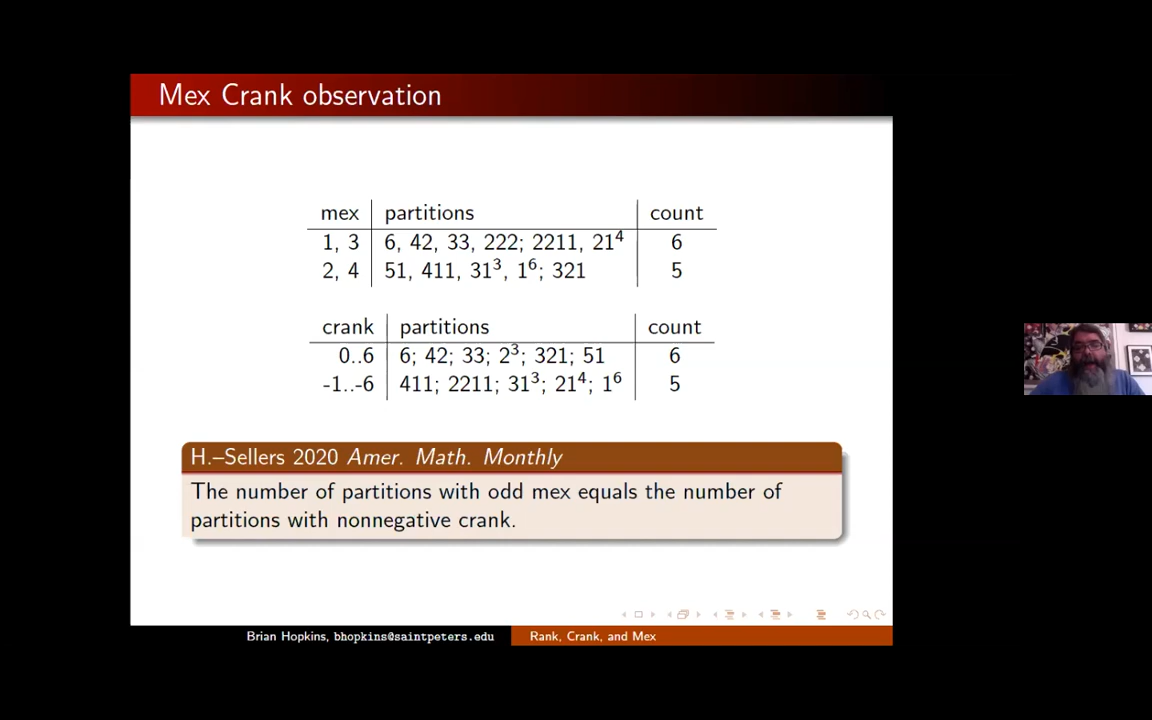 Mex Crank observation
mex partitions count
1, 3 6, 42, 33, 222; 2211, 21⁴ 6
2, 4 51, 411, 31³, 1⁶; 321 5
crank partitions count
0..6 6; 42; 33; 2³; 321; 51 6
-1..-6 411; 2211; 31³; 21⁴; 1⁶ 5
H.–Sellers 2020 Amer. Math. Monthly
The number of partitions with odd mex equals the number of
partitions with nonnegative crank.
Brian Hopkins, bhopkins@saintpeters.edu Rank, Crank, and Mex